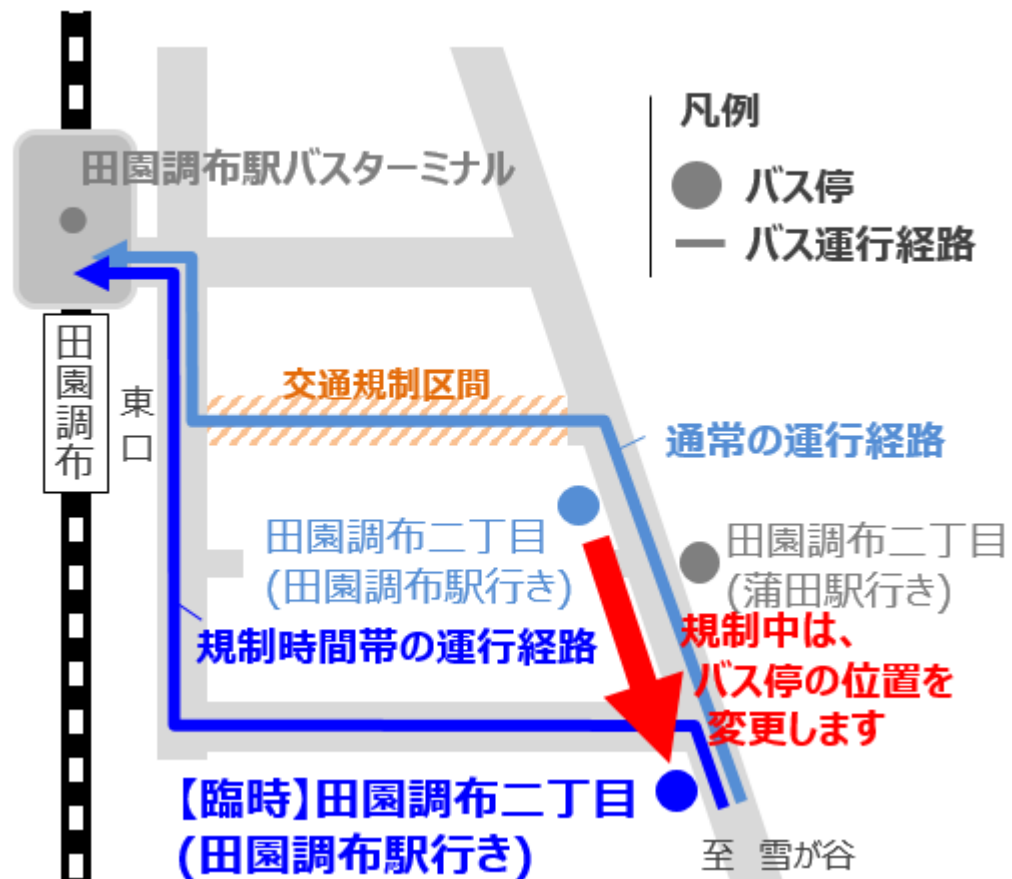 凡例
バス停
バス運行経路
田園調布駅バスターミナル
田園調布
東口
交通規制区間
通常の運行経路
田園調布二丁目
(田園調布駅行き)
田園調布二丁目
(蒲田駅行き)
規制時間帯の運行経路
規制中は、
バス停の位置を
変更します
【臨時】田園調布二丁目
(田園調布駅行き)
至 雪が谷